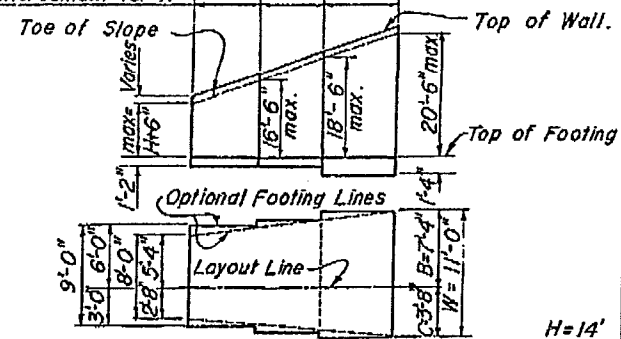 Toe of Slope
Top of Wall.
Varies
max= H+6"
16'-6" max.
18'-6" max.
20'-6" max
Top of Footing
1'-2"
1'-4"
Optional Footing Lines
Layout Line
9'-0"
3'-0" 6'-0"
8'-0"
2'-8" 5'-4"
C=3'-8" B=7'-4"
W=11'-0"
H=14'